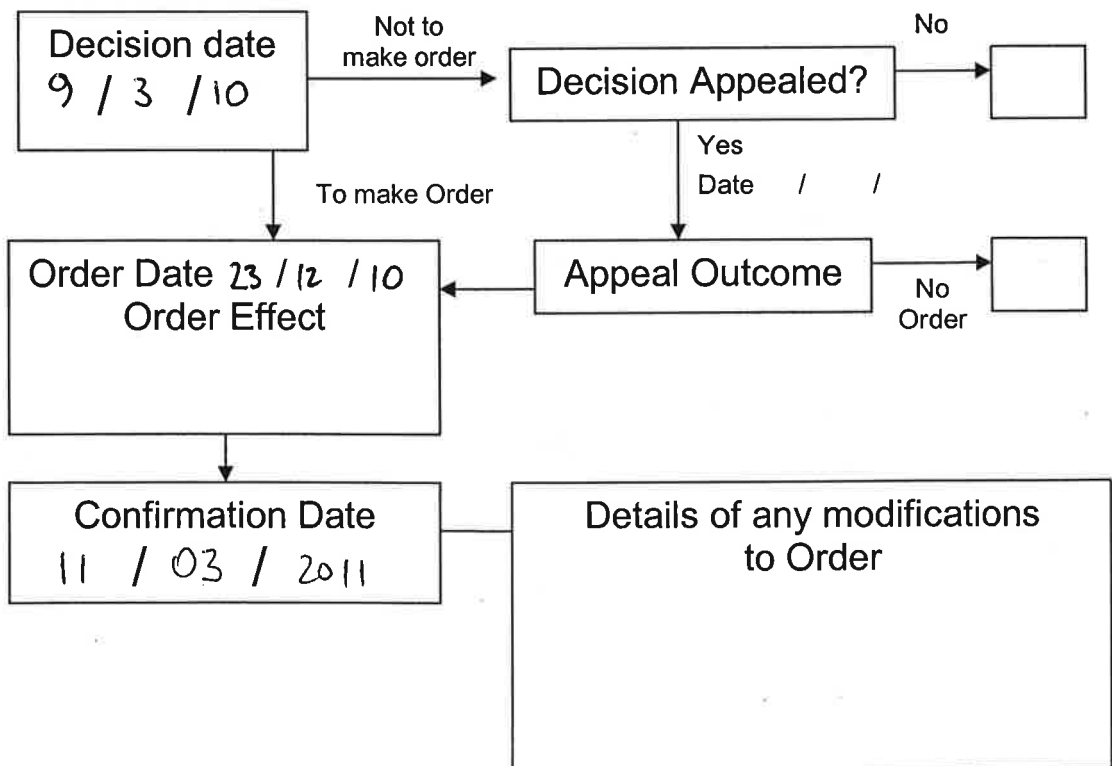 Decision date
9 / 3 / 10
Not to
make order
Decision Appealed?
No
To make Order
Yes
Date / /
Order Date 23 / 12 / 10
Order Effect
Appeal Outcome
No
Order
Confirmation Date
11 / 03 / 2011
Details of any modifications
to Order